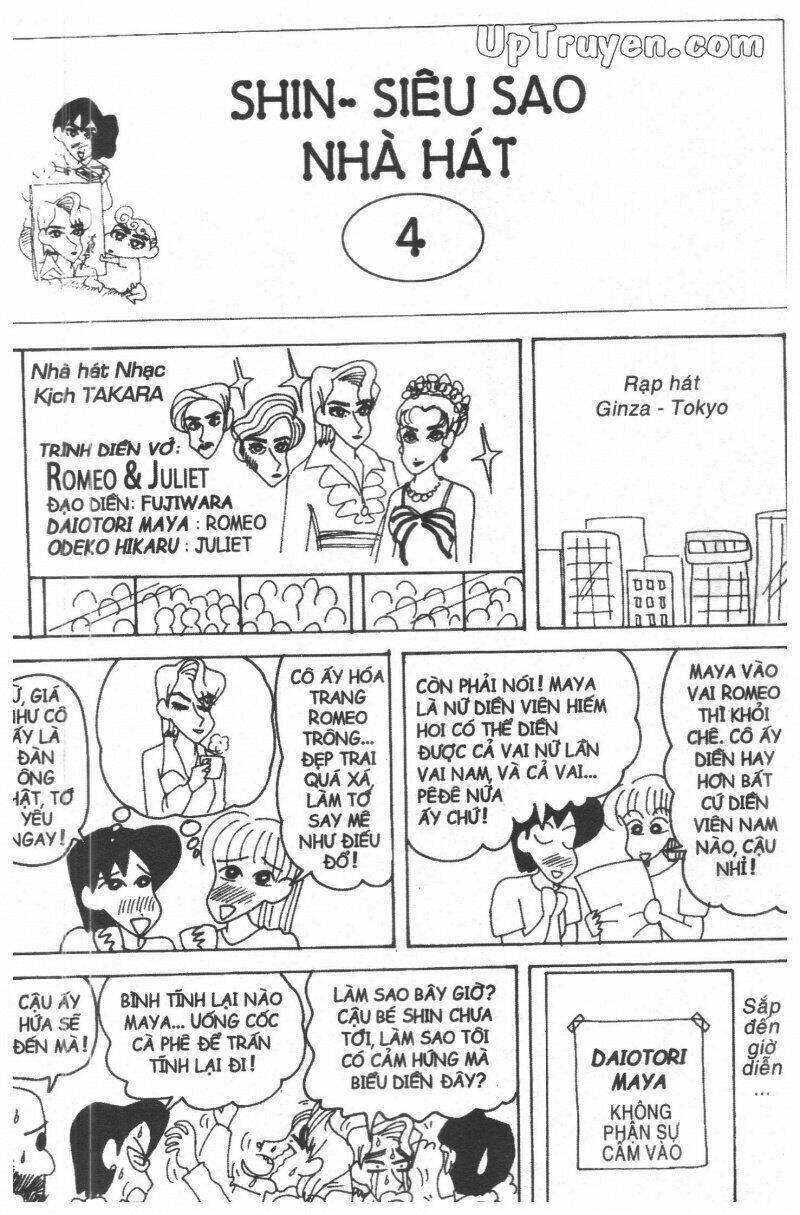 UpTruyen.com
SHIN- SIÊU SAO
NHÀ HÁT
4
Rạp hát
Ginza - Tokyo
Nhà hát Nhạc
Kịch TAKARA
TRÌNH DIỄN VỞ:
ROMEO & JULIET
ĐẠO DIỄN: FUJIWARA
DAIOTORI MAYA : ROMEO
ODEKO HIKARU : JULIET
MAYA VÀO
VAI ROMEO
THÌ KHỎI
CHÊ. CÔ ẤY
DIỄN HAY
HƠN BẤT
CỨ DIỄN
VIÊN NAM
NÀO, CẬU
NHỈ!
CÒN PHẢI NÓI! MAYA
LÀ NỮ DIỄN VIÊN HIẾM
HOI CÓ THỂ DIỄN
ĐƯỢC CẢ VAI NỮ LẪN
VAI NAM, VÀ CẢ VAI...
PÊĐÊ NỮA
ẤY CHỨ!
CÔ ẤY HÓA
TRANG
ROMEO
TRÔNG...
ĐẸP TRAI
QUÁ XÁ,
LÀM TỚ
SAY MÊ
NHƯ ĐIẾU
ĐỔ!
GIÁ
NHƯ CÔ
ẤY LÀ
ĐÀN
ÔNG
THẬT, TỚ
YÊU
NGAY!
Sắp
đến
giờ
diễn
...
DAIOTORI
MAYA
KHÔNG
PHẬN SỰ
CẤM VÀO
LÀM SAO BÂY GIỜ?
CẬU BÉ SHIN CHƯA
TỚI, LÀM SAO TÔI
CÓ CẢM HỨNG MÀ
BIỂU DIỄN ĐÂY?
BÌNH TĨNH LẠI NÀO
MAYA... UỐNG CỐC
CÀ PHÊ ĐỂ TRẤN
TĨNH LẠI ĐI!
CẬU ẤY
HỨA SẼ
ĐẾN MÀ!